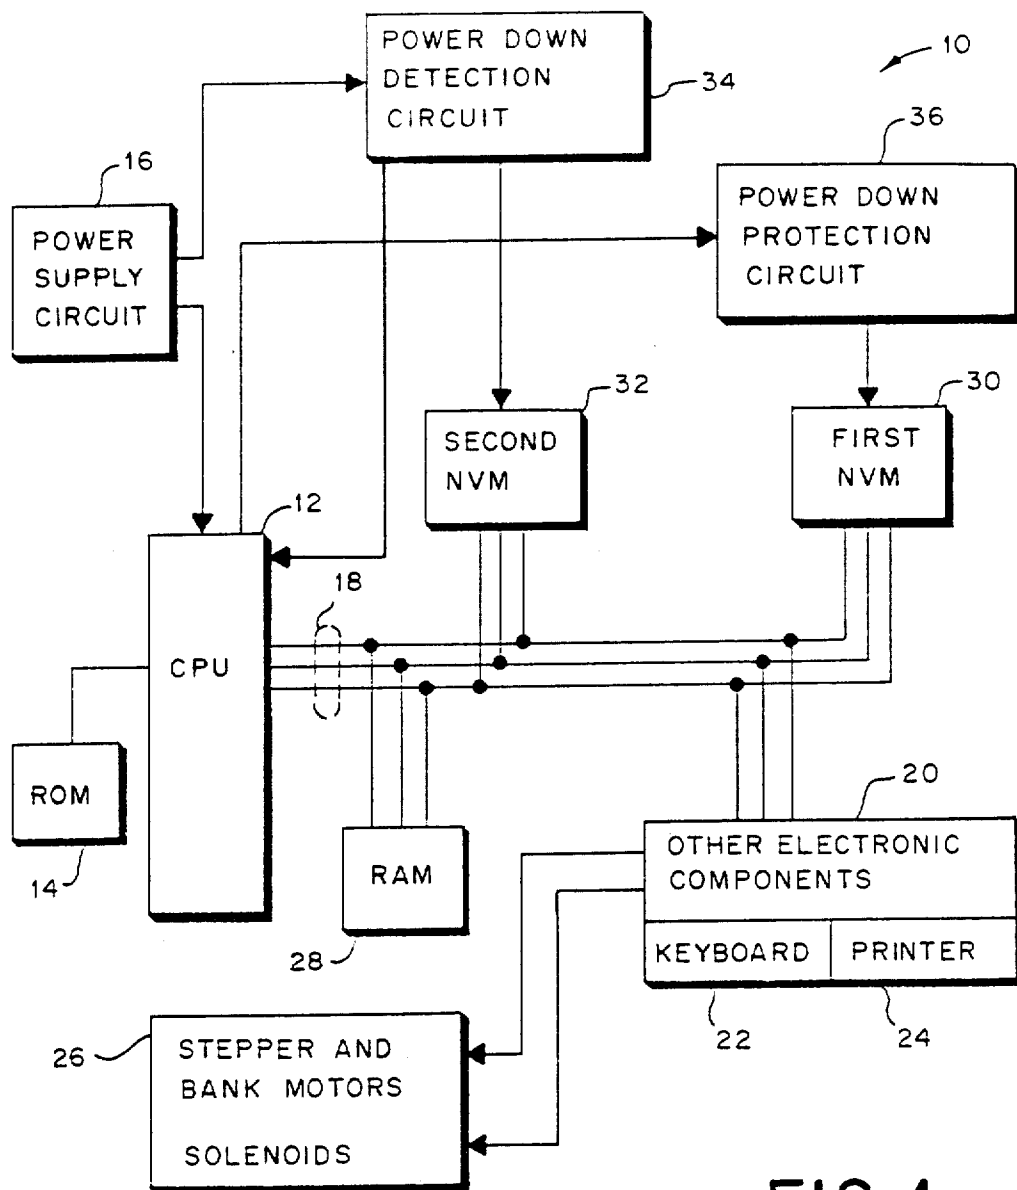 POWER DOWN
DETECTION
CIRCUIT
34
10
36
POWER DOWN
PROTECTION
CIRCUIT
16
POWER
SUPPLY
CIRCUIT
32
SECOND
NVM
30
FIRST
NVM
12
18
CPU
ROM
14
RAM
28
20
OTHER ELECTRONIC
COMPONENTS
KEYBOARD
PRINTER
22
24
26
STEPPER AND
BANK MOTORS
SOLENOIDS